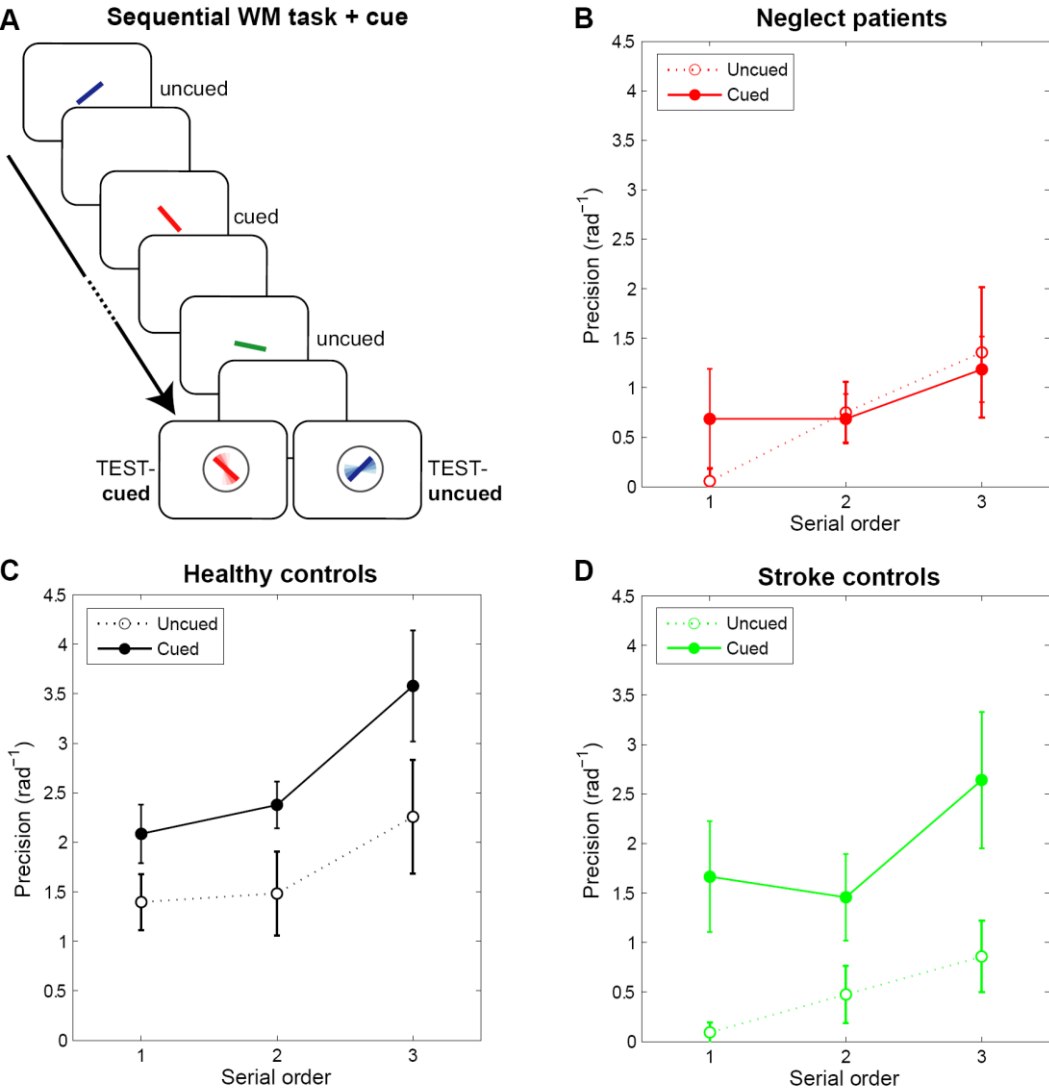 A
Sequential WM task + cue
uncued
cued
uncued
TEST-
cued
TEST-
uncued
B
Neglect patients
Uncued
Cued
4.5
4
3.5
3
2.5
2
1.5
1
0.5
0
Precision (rad⁻¹)
1
2
3
Serial order
C
Healthy controls
Uncued
Cued
4.5
4
3.5
3
2.5
2
1.5
1
0.5
0
Precision (rad⁻¹)
1
2
3
Serial order
D
Stroke controls
Uncued
Cued
4.5
4
3.5
3
2.5
2
1.5
1
0.5
0
Precision (rad⁻¹)
1
2
3
Serial order